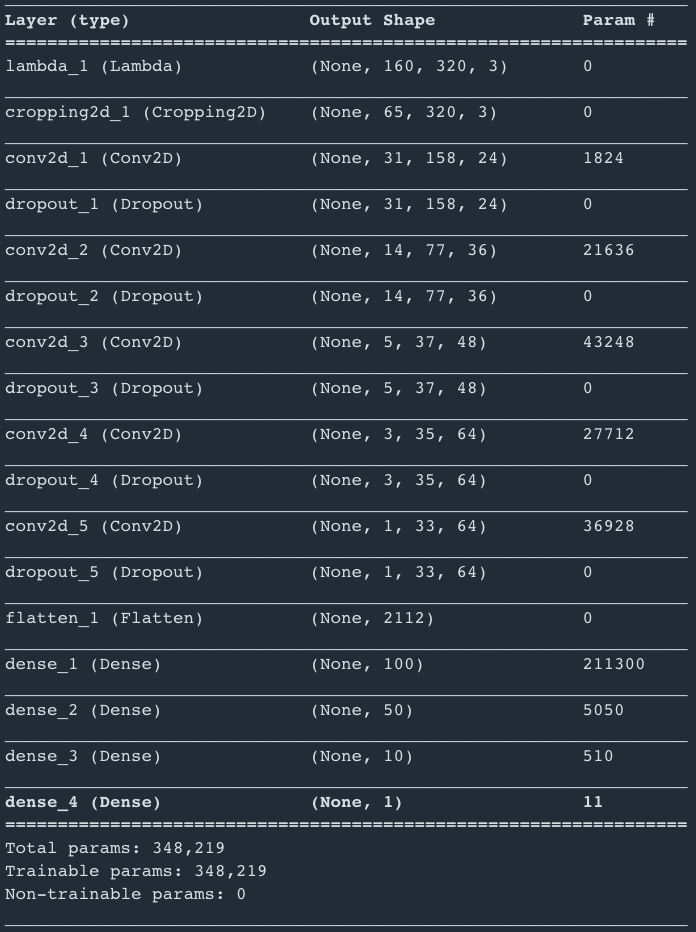 Layer (type) Output Shape Param #
=================================================================
lambda_1 (Lambda) (None, 160, 320, 3) 0
cropping2d_1 (Cropping2D) (None, 65, 320, 3) 0
conv2d_1 (Conv2D) (None, 31, 158, 24) 1824
dropout_1 (Dropout) (None, 31, 158, 24) 0
conv2d_2 (Conv2D) (None, 14, 77, 36) 21636
dropout_2 (Dropout) (None, 14, 77, 36) 0
conv2d_3 (Conv2D) (None, 5, 37, 48) 43248
dropout_3 (Dropout) (None, 5, 37, 48) 0
conv2d_4 (Conv2D) (None, 3, 35, 64) 27712
dropout_4 (Dropout) (None, 3, 35, 64) 0
conv2d_5 (Conv2D) (None, 1, 33, 64) 36928
dropout_5 (Dropout) (None, 1, 33, 64) 0
flatten_1 (Flatten) (None, 2112) 0
dense_1 (Dense) (None, 100) 211300
dense_2 (Dense) (None, 50) 5050
dense_3 (Dense) (None, 10) 510
dense_4 (Dense) (None, 1) 11
=================================================================
Total params: 348,219
Trainable params: 348,219
Non-trainable params: 0